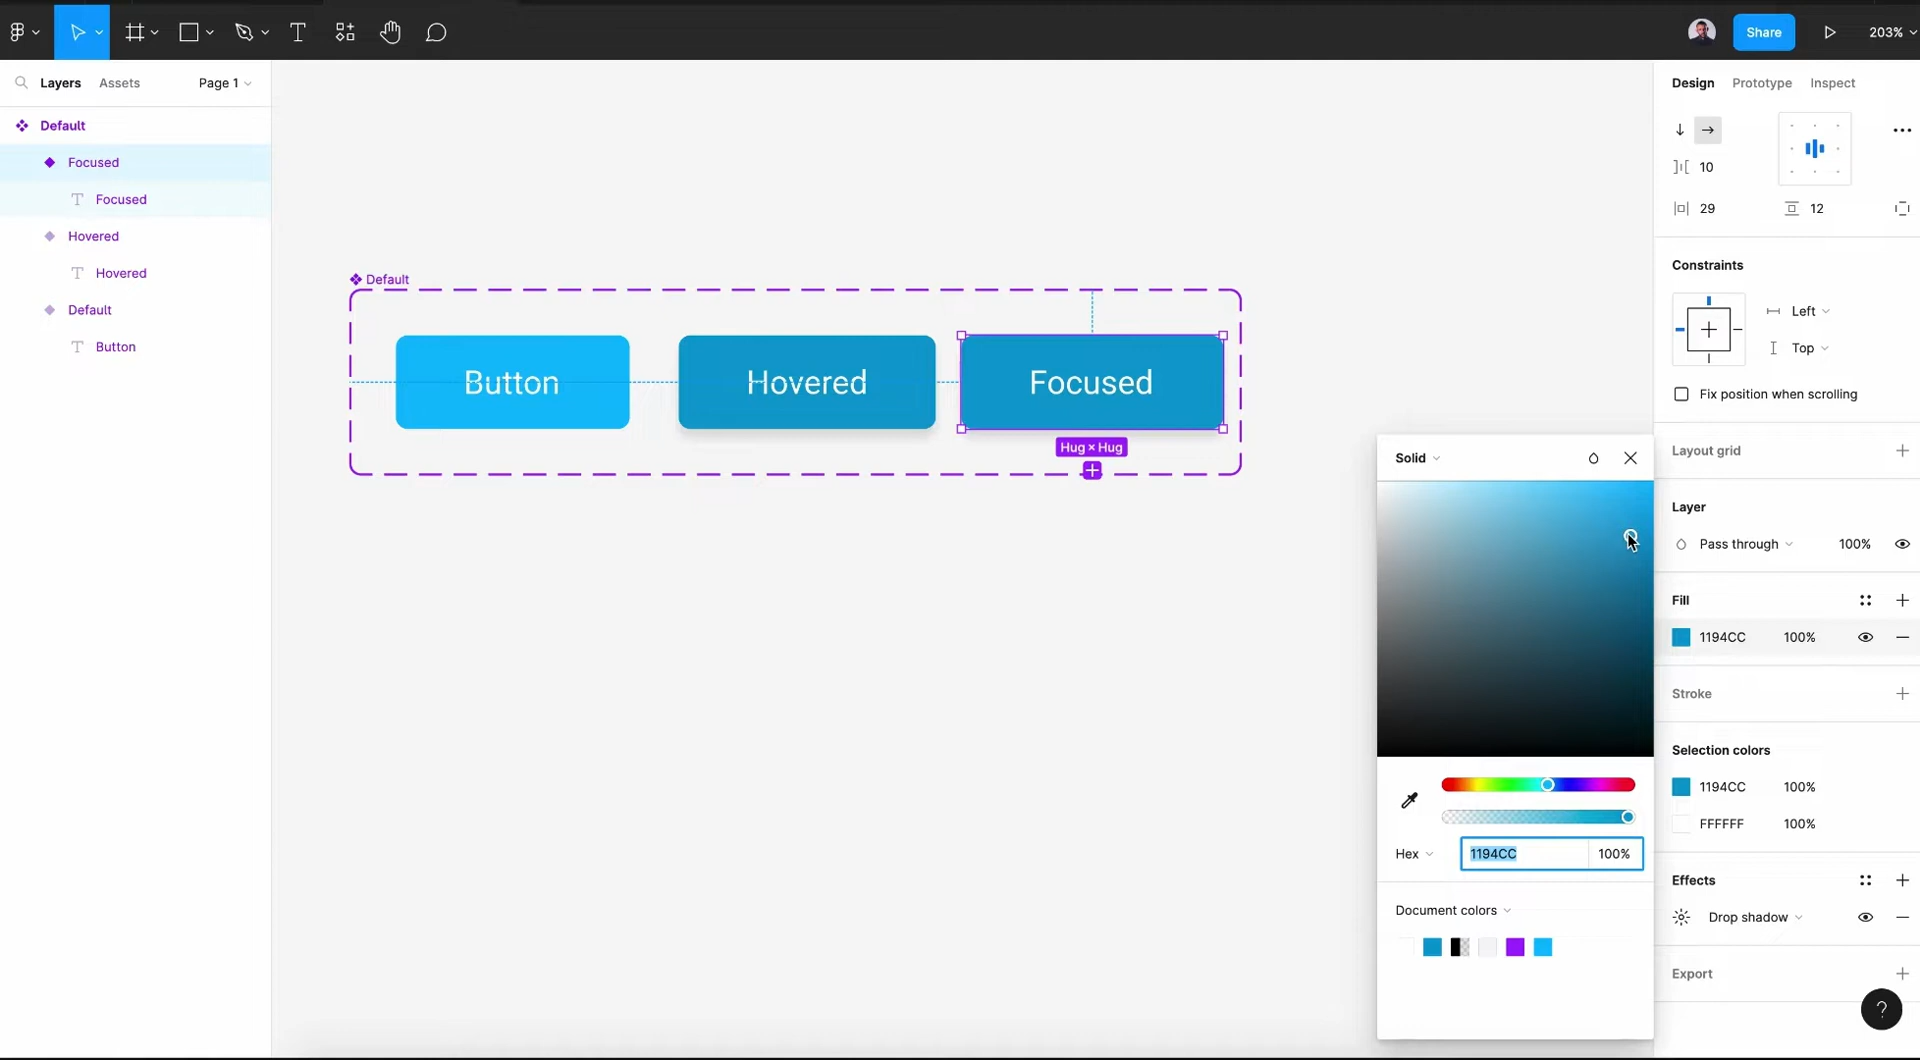 Share
203%
Layers
Assets
Page 1
Design
Prototype
Inspect
Default
Focused
Focused
Hovered
Hovered
Default
Button
Default
Button
Hovered
Focused
Hug × Hug
10
29
12
Constraints
Left
Top
Fix position when scrolling
Layout grid
Layer
Pass through
100%
Fill
1194CC
100%
Stroke
Selection colors
1194CC
100%
FFFFFF
100%
Effects
Drop shadow
Export
?
Solid
Hex
1194CC
100%
Document colors